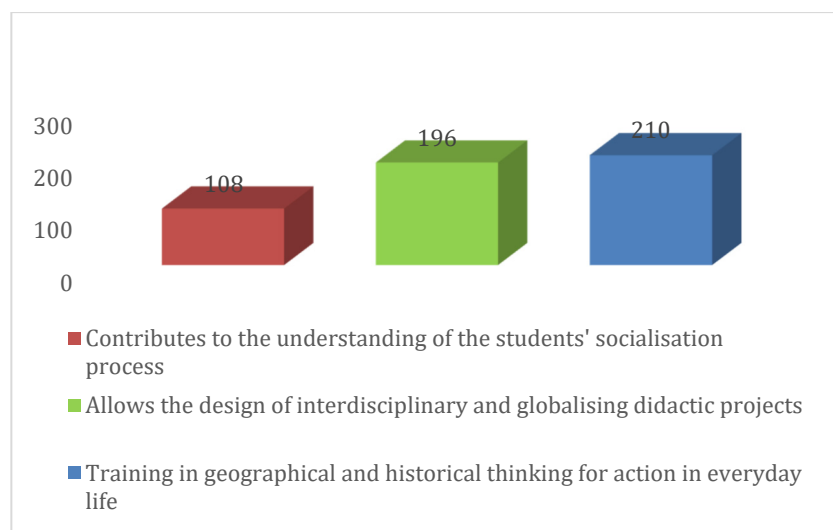 300
200
100
0
108
196
210
Contributes to the understanding of the students' socialisation
process
Allows the design of interdisciplinary and globalising didactic projects
Training in geographical and historical thinking for action in everyday
life